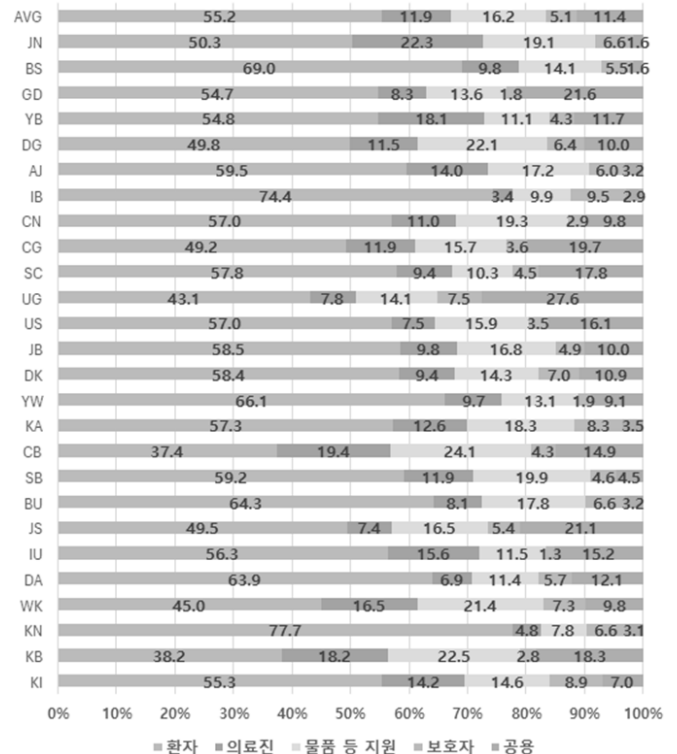 AVG 55.2 11.9 16.2 5.1 11.4
JN 50.3 22.3 19.1 6.6 1.6
BS 69.0 9.8 14.1 5.5 1.6
GD 54.7 8.3 13.6 1.8 21.6
YB 54.8 18.1 11.1 4.3 11.7
DG 49.8 11.5 22.1 6.4 10.0
AJ 59.5 14.0 17.2 6.0 3.2
IB 74.4 3.4 9.9 9.5 2.9
CN 57.0 11.0 19.3 2.9 9.8
CG 49.2 11.9 15.7 3.6 19.7
SC 57.8 9.4 10.3 4.5 17.8
UG 43.1 7.8 14.1 7.5 27.6
US 57.0 7.5 15.9 3.5 16.1
JB 58.5 9.8 16.8 4.9 10.0
DK 58.4 9.4 14.3 7.0 10.9
YW 66.1 9.7 13.1 1.9 9.1
KA 57.3 12.6 18.3 8.3 3.5
CB 37.4 19.4 24.1 4.3 14.9
SB 59.2 11.9 19.9 4.6 4.5
BU 64.3 8.1 17.8 6.6 3.2
JS 49.5 7.4 16.5 5.4 21.1
IU 56.3 15.6 11.5 1.3 15.2
DA 63.9 6.9 11.4 5.7 12.1
WK 45.0 16.5 21.4 7.3 9.8
KN 77.7 4.8 7.8 6.6 3.1
KB 38.2 18.2 22.5 2.8 18.3
KI 55.3 14.2 14.6 8.9 7.0
0% 10% 20% 30% 40% 50% 60% 70% 80% 90% 100%
환자 의료진 물품 등 지원 보호자 공용